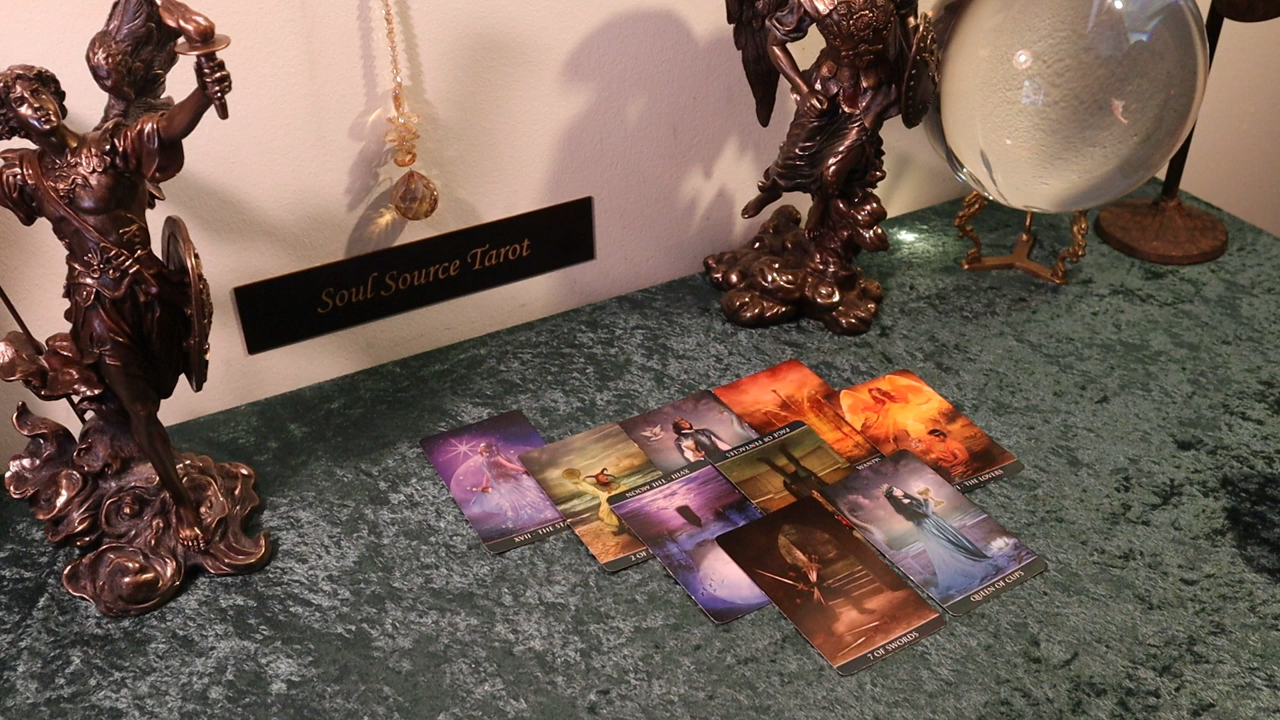 Soul Source Tarot
PAGE OF PENTACLES
XVIII · THE MOON
THE LOVERS
XVII · THE
2 OF
QUEEN OF CUPS
7 OF SWORDS